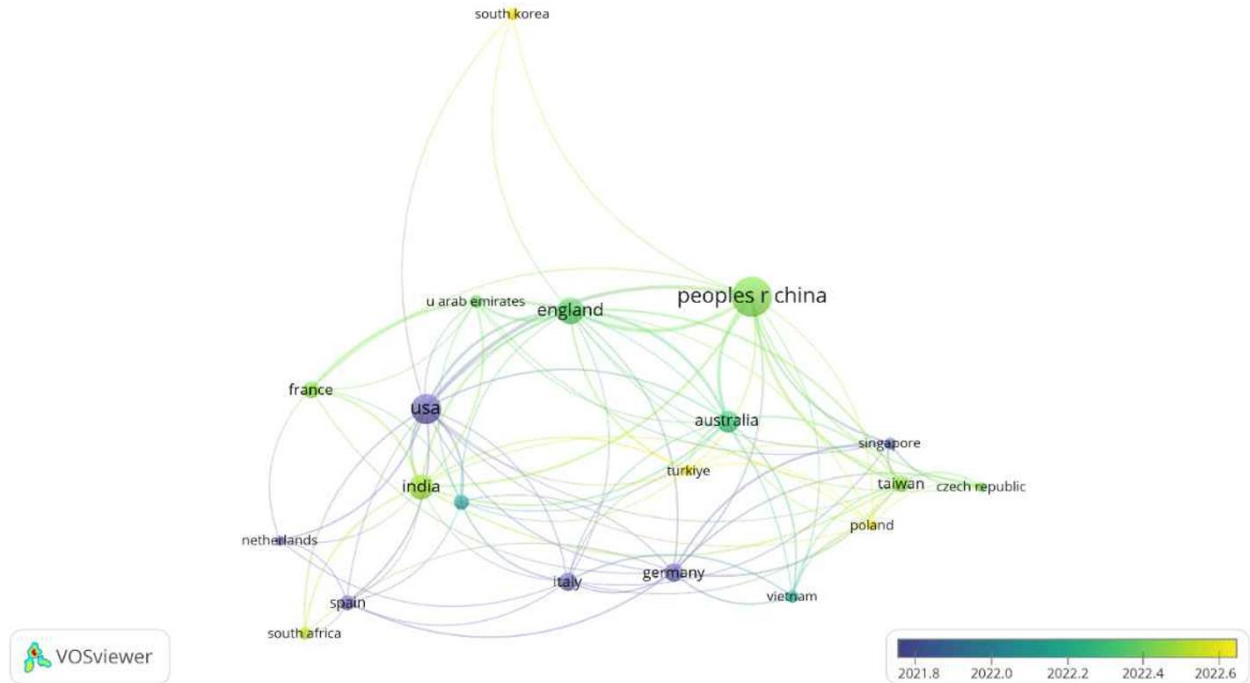 south korea
u arab emirates
england
peoples r china
france
usa
australia
singapore
turkiye
india
taiwan
czech republic
poland
netherlands
italy
germany
vietnam
spain
south africa
VOSviewer
2021.8 2022.0 2022.2 2022.4 2022.6